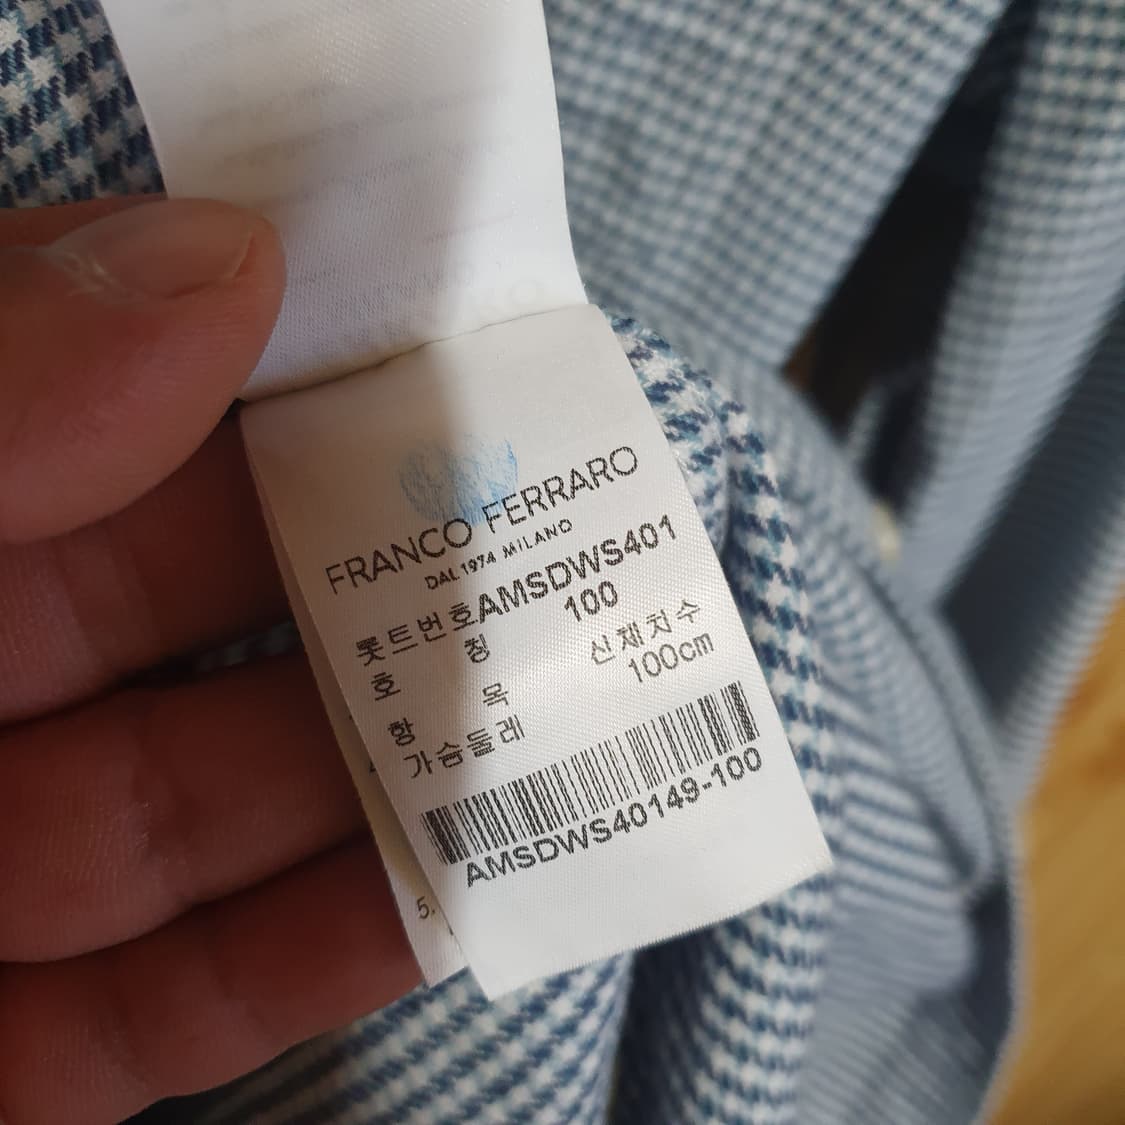 FRANCO FERRARO
DAL 1974 MILANO
롯트번호AMSDWS401
호 칭 100
항 목 신체치수
가슴둘레 100cm
AMSDWS40149-100
5.